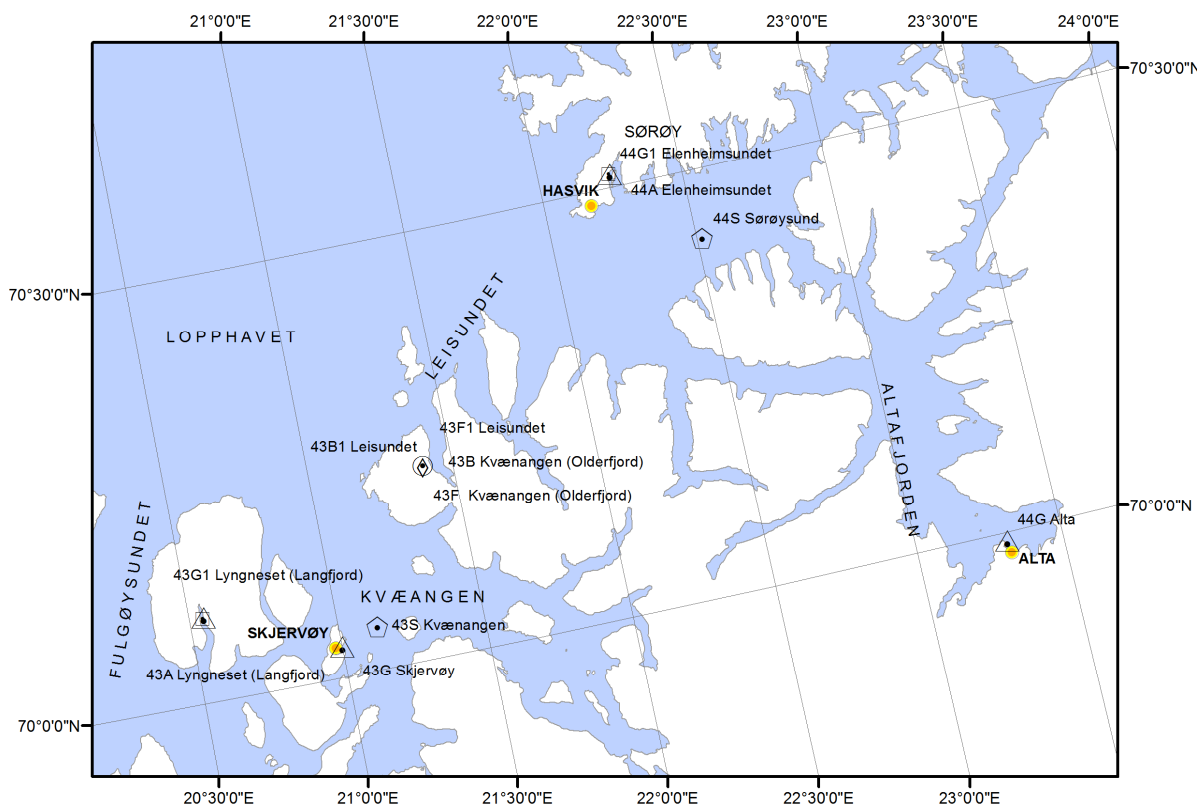 21°0'0"E 21°30'0"E 22°0'0"E 22°30'0"E 23°0'0"E 23°30'0"E 24°0'0"E
70°30'0"N
SØRØY
44G1 Elenheimsundet
HASVIK
44A Elenheimsundet
44S Sørøysund
70°30'0"N
LOPPHAVET
LEISUNDET
ALTAFJORDEN
43F1 Leisundet
43B1 Leisundet
43B Kvænangen (Olderfjord)
43F Kvænangen (Olderfjord)
70°0'0"N
44G Alta
ALTA
FULGØYSUNDET
43G1 Lyngneset (Langfjord)
KVÆANGEN
43S Kvænangen
SKJERVØY
43A Lyngneset (Langfjord)
43G Skjervøy
70°0'0"N
20°30'0"E 21°0'0"E 21°30'0"E 22°0'0"E 22°30'0"E 23°0'0"E